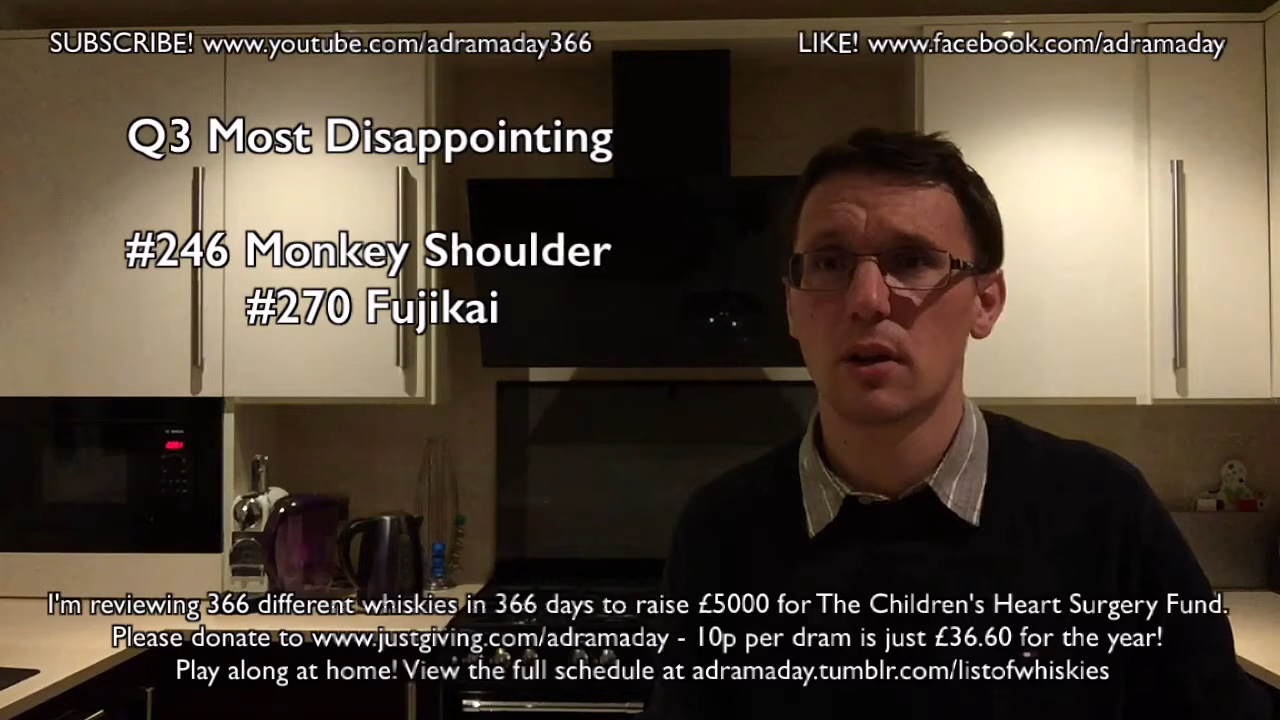 SUBSCRIBE! www.youtube.com/adramaday366
LIKE! www.facebook.com/adramaday
Q3 Most Disappointing
#246 Monkey Shoulder
#270 Fujikai
I'm reviewing 366 different whiskies in 366 days to raise £5000 for The Children's Heart Surgery Fund.
Please donate to www.justgiving.com/adramaday - 10p per dram is just £36.60 for the year!
Play along at home! View the full schedule at adramaday.tumblr.com/listofwhiskies